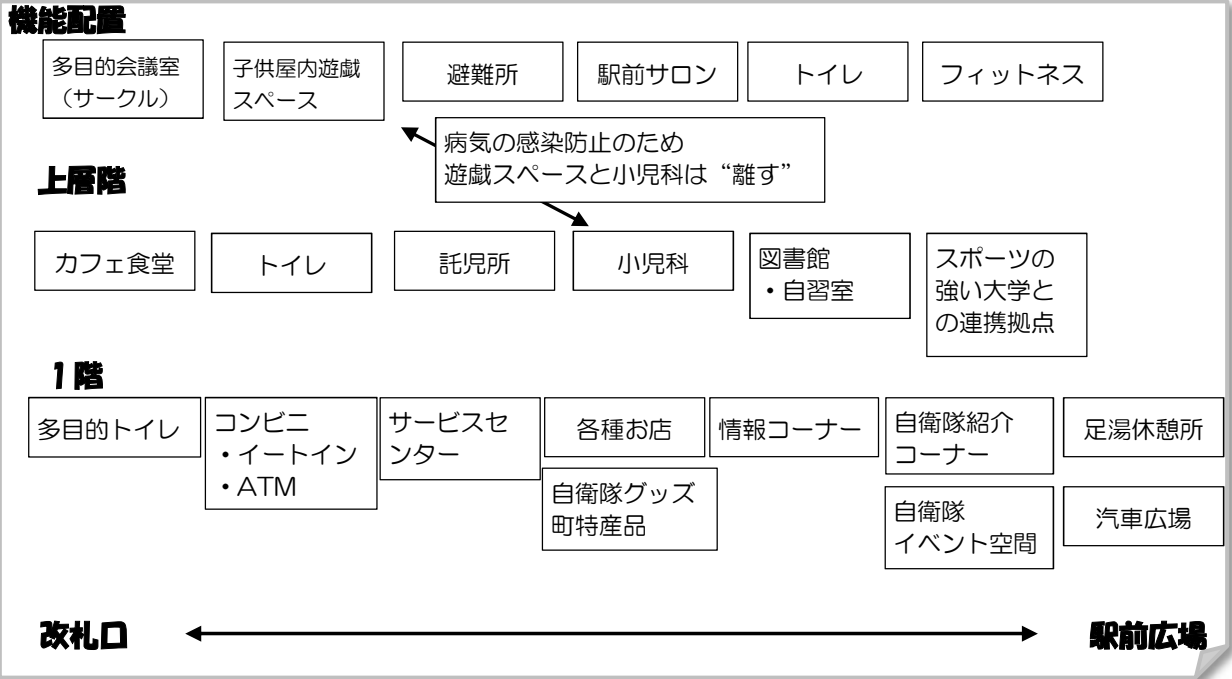 機能配置
多目的会議室
（サークル）
子供屋内遊戯
スペース
避難所
駅前サロン
トイレ
フィットネス
病気の感染防止のため
遊戯スペースと小児科は“離す”
上層階
カフェ食堂
トイレ
託児所
小児科
図書館
・自習室
スポーツの
強い大学と
の連携拠点
１階
多目的トイレ
コンビニ
・イートイン
・ATM
サービスセ
ンター
各種お店
情報コーナー
自衛隊紹介
コーナー
足湯休憩所
自衛隊グッズ
町特産品
自衛隊
イベント空間
汽車広場
改札口
駅前広場